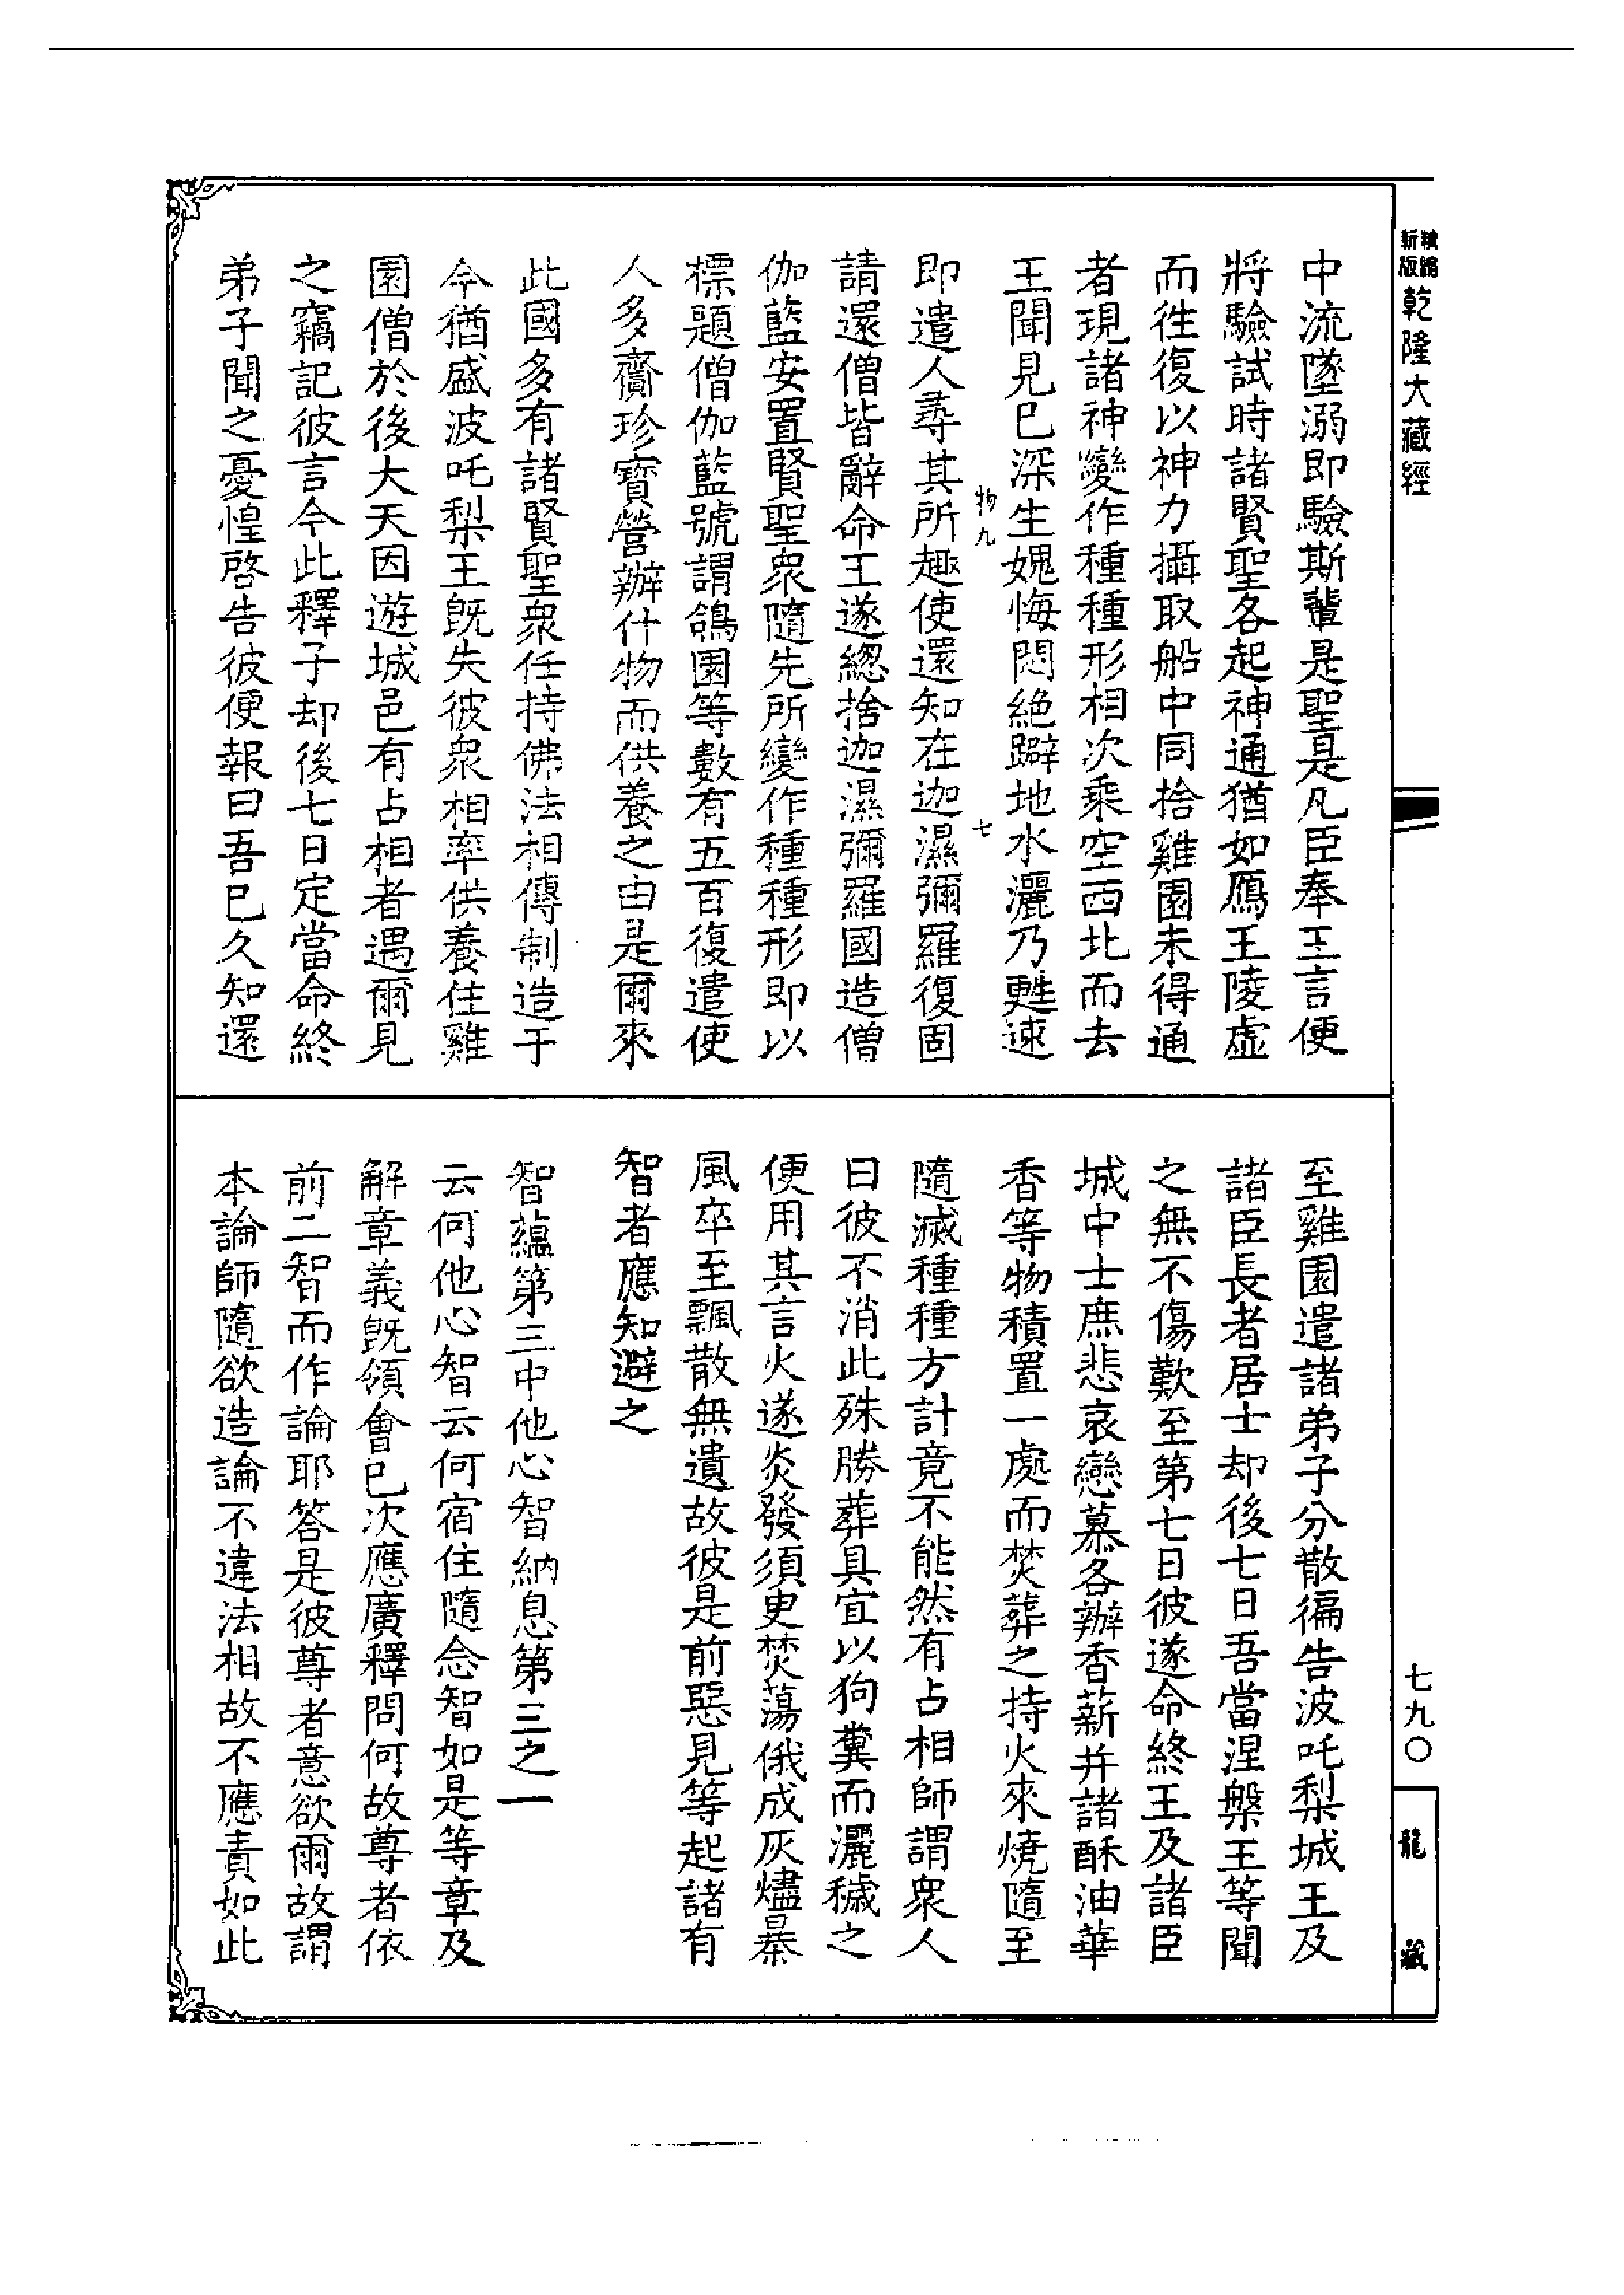 精縮
新版
乾隆大藏經
七九〇
龍藏
中流墜溺即驗斯輩是聖是凡臣奉王言便
將驗試時諸賢聖各起神通猶如鴈王陵虛
而徃復以神力攝取船中同捨雞園未得通
者現諸神變作種種形相次乘空西北而去
王聞見巳深生媿悔悶絕躃地水灑乃甦速
物九
七
即遣人尋其所趣使還知在迦濕彌羅復固
請還僧皆辭命王遂總捨迦濕彌羅國造僧
伽藍安置賢聖衆隨先所變作種種形即以
標題僧伽藍號謂鴿園等數有五百復遣使
人多齎珍寶營辦什物而供養之由是爾來
此國多有諸賢聖衆任持佛法相傳制造于
今猶盛波吒梨王旣失彼衆相率供養住雞
園僧於後大天因遊城邑有占相者遇爾見
之竊記彼言今此釋子却後七日定當命終
弟子聞之憂惶啓告彼便報曰吾巳久知還
至雞園遣諸弟子分散徧告波吒梨城王及
諸臣長者居士却後七日吾當涅槃王等聞
之無不傷歎至第七日彼遂命終王及諸臣
城中士庶悲哀戀慕各辦香薪并諸酥油華
香等物積置一處而焚葬之持火來燒隨至
隨滅種種方計竟不能然有占相師謂衆人
曰彼不消此殊勝葬具宜以狗糞而灑穢之
便用其言火遂炎發須臾焚蕩俄成灰燼暴
風卒至飄散無遺故彼是前惡見等起諸有
智者應知避之
智蘊第三中他心智納息第三之一
云何他心智云何宿住隨念智如是等章及
解章義旣領會巳次應廣釋問何故尊者依
前二智而作論耶答是彼尊者意欲爾故謂
本論師隨欲造論不違法相故不應責如此